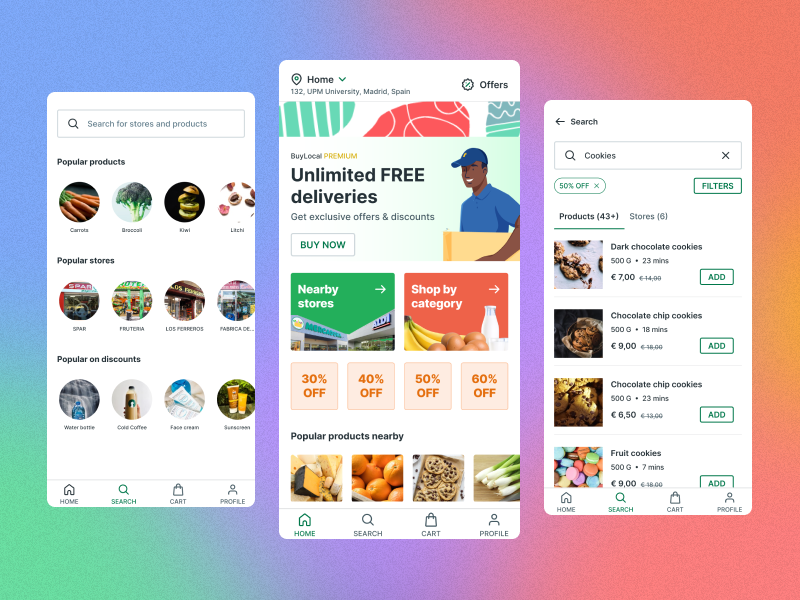 Search for stores and products
Popular products
Carrots
Broccoli
Kiwi
Litchi
Popular stores
SPAR
FRUTERIA
LOS FERREROS
FABRICA DE...
Popular on discounts
Water bottle
Cold Coffee
Face cream
Sunscreen
HOME
SEARCH
CART
PROFILE
Home
132, UPM University, Madrid, Spain
Offers
BuyLocal PREMIUM
Unlimited FREE
deliveries
Get exclusive offers & discounts
BUY NOW
Nearby
stores
MERCADONA
Shop by
category
30%
OFF
40%
OFF
50%
OFF
60%
OFF
Popular products nearby
HOME
SEARCH
CART
PROFILE
Search
Cookies
50% OFF
FILTERS
Products (43+)
Stores (6)
Dark chocolate cookies
500 G • 23 mins
€ 7,00 € 14,00
ADD
Chocolate chip cookies
500 G • 18 mins
€ 9,00 € 18,00
ADD
Chocolate chip cookies
500 G • 23 mins
€ 6,50 € 13,00
ADD
Fruit cookies
500 G • 7 mins
€ 9,00 € 18,00
ADD
HOME
SEARCH
CART
PROFILE